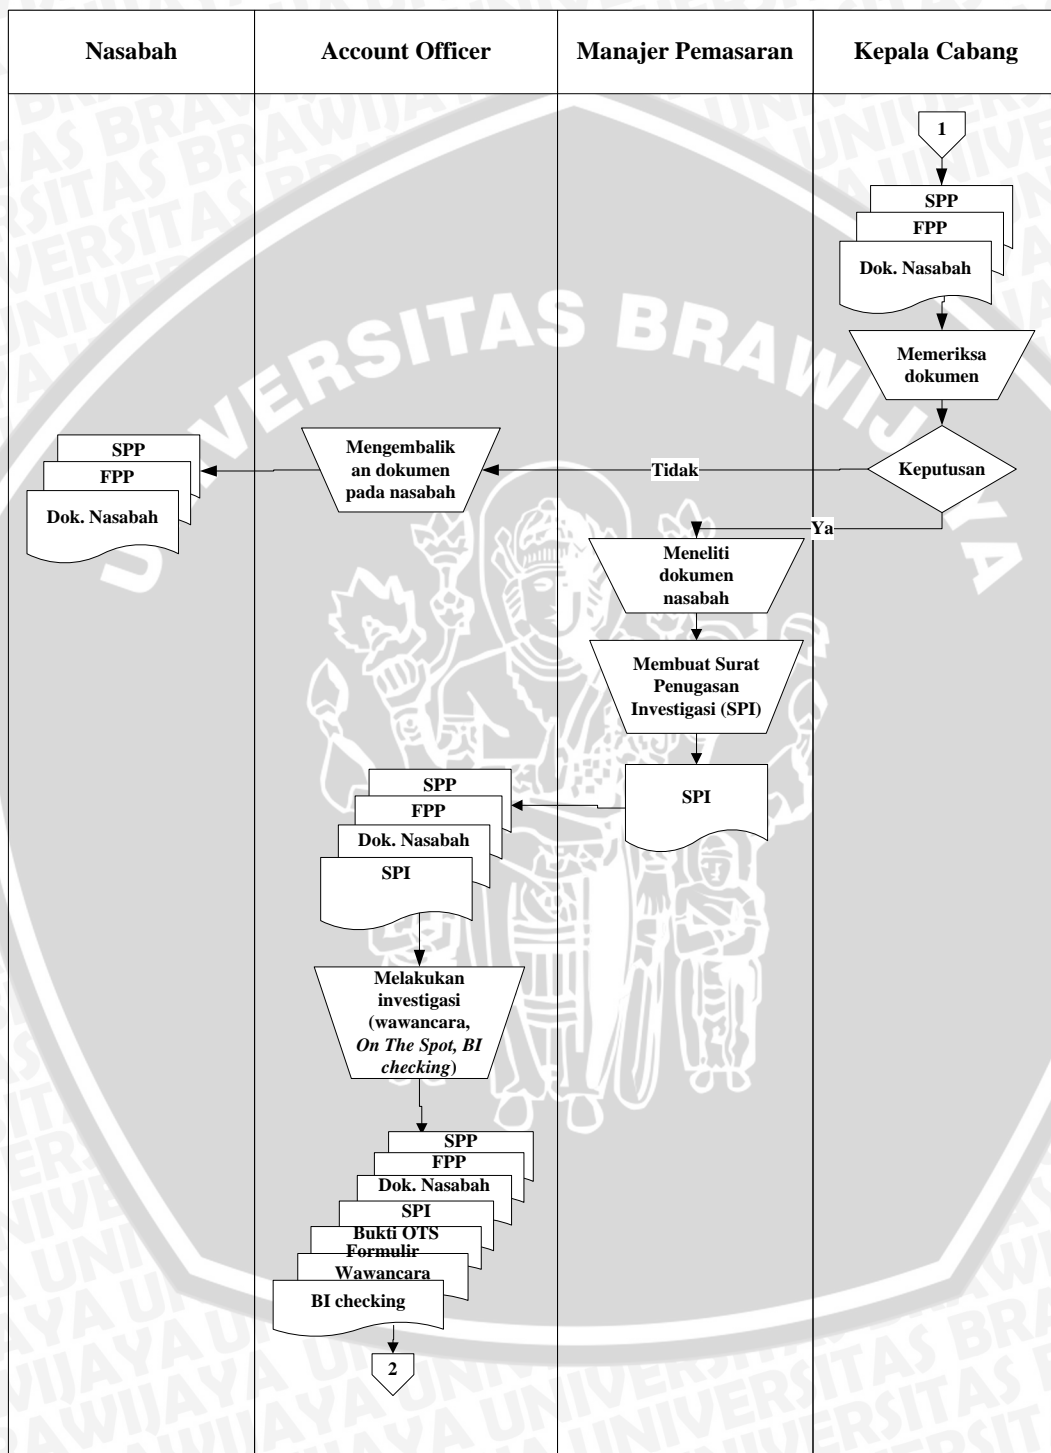 Nasabah
Account Officer
Manajer Pemasaran
Kepala Cabang
1
SPP
FPP
Dok. Nasabah
Memeriksa
dokumen
Keputusan
Tidak
Ya
Mengembalik
an dokumen
pada nasabah
SPP
FPP
Dok. Nasabah
Meneliti
dokumen
nasabah
Membuat Surat
Penugasan
Investigasi (SPI)
SPI
SPP
FPP
Dok. Nasabah
SPI
Melakukan
investigasi
(wawancara,
On The Spot, BI
checking)
SPP
FPP
Dok. Nasabah
SPI
Bukti OTS
Formulir
Wawancara
BI checking
2
UNIVERSITAS BRAWIJAYA